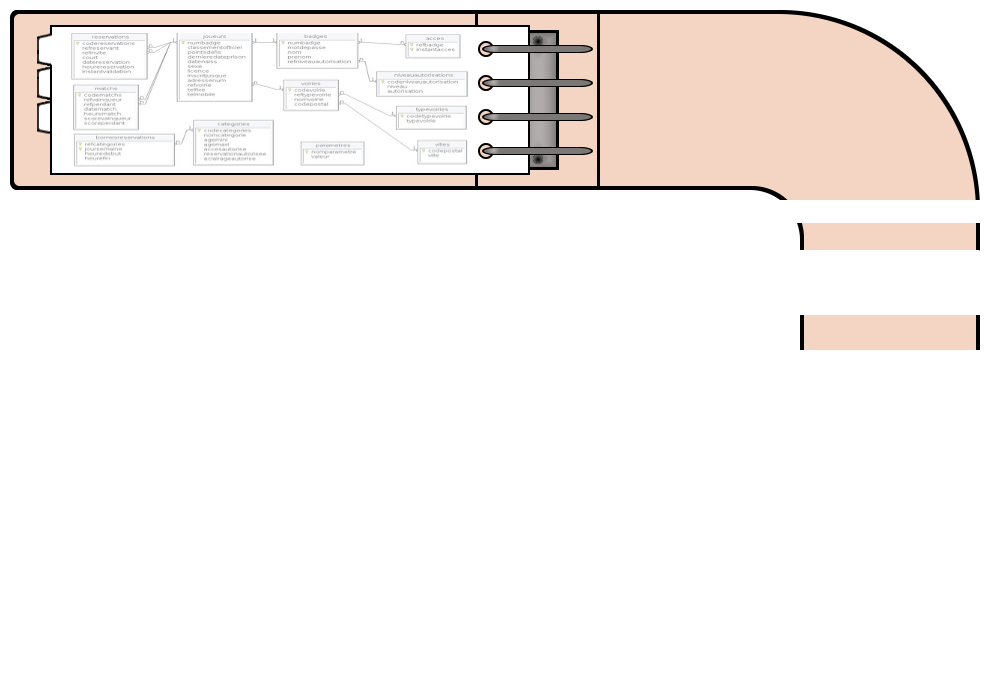 reservations
codereservations
refreservant
refinvite
court
datereservation
heurereservation
instantvalidation
joueurs
numbadge
classementofficiel
pointsdefis
dernieredateprison
datenaiss
sexe
licence
inscritjusque
adressenum
refvoirie
telfixe
telmobile
badges
numbadge
motdepasse
nom
prenom
refniveauautorisation
acces
refbadge
instantacces
niveauautorisations
codeniveauautorisation
niveau
autorisation
matchs
codematchs
refvainqueur
refperdant
datematch
heurematch
scorevainqueur
scoreperdant
voiries
codevoirie
reftypevoirie
nomvoirie
codepostal
typevoiries
codetypevoirie
typevoirie
bornesreservations
refcategories
joursemaine
heuredebut
heurefin
categories
codecategories
nomcategorie
agemini
agemaxi
accesautorise
reservationautorisee
eclairageautorise
parametres
nomparametre
valeur
villes
codepostal
ville